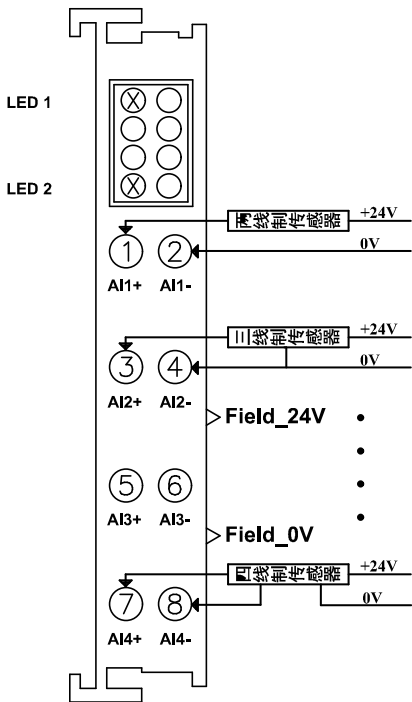 LED 1
LED 2
两线制传感器 +24V
0V
1 2
AI1+ AI1-
三线制传感器 +24V
0V
3 4
AI2+ AI2-
Field_24V
5 6
AI3+ AI3-
Field_0V
四线制传感器 +24V
0V
7 8
AI4+ AI4-